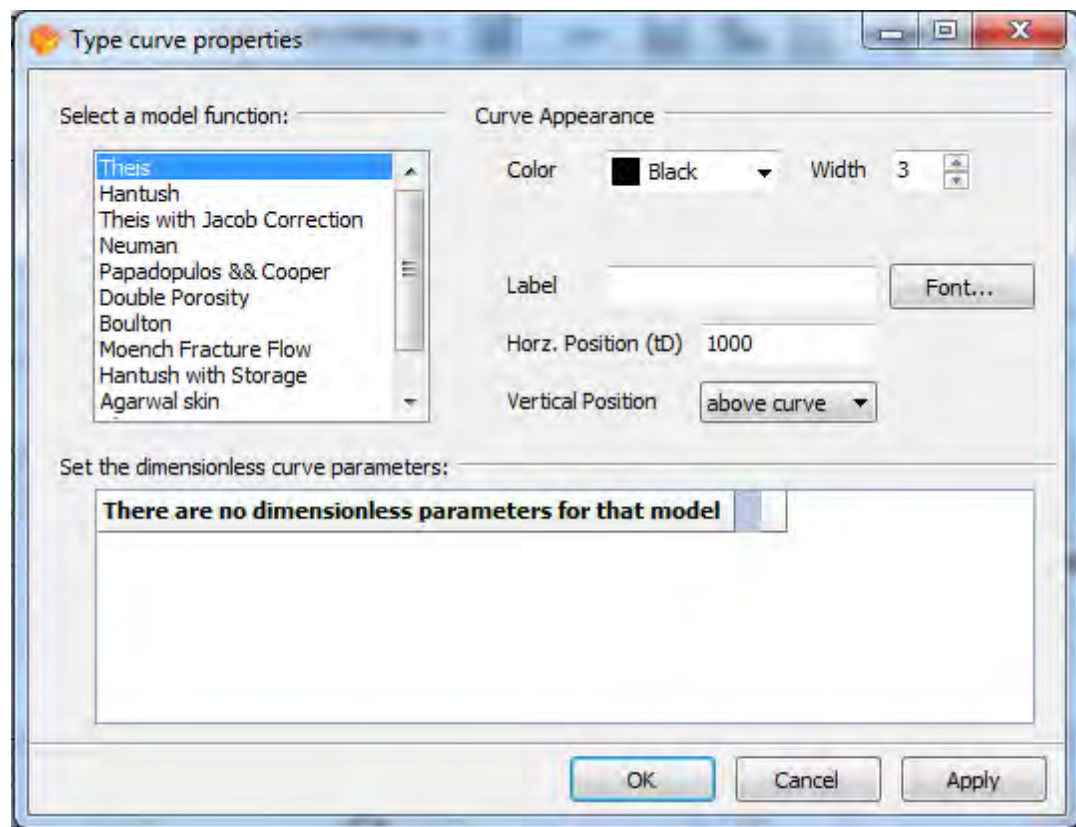 Type curve properties
Select a model function:
Theis
Hantush
Theis with Jacob Correction
Neuman
Papadopulos && Cooper
Double Porosity
Boulton
Moench Fracture Flow
Hantush with Storage
Agarwal skin
Curve Appearance
Color Black Width 3
Label Font...
Horz. Position (tD) 1000
Vertical Position above curve
Set the dimensionless curve parameters:
There are no dimensionless parameters for that model
OK Cancel Apply